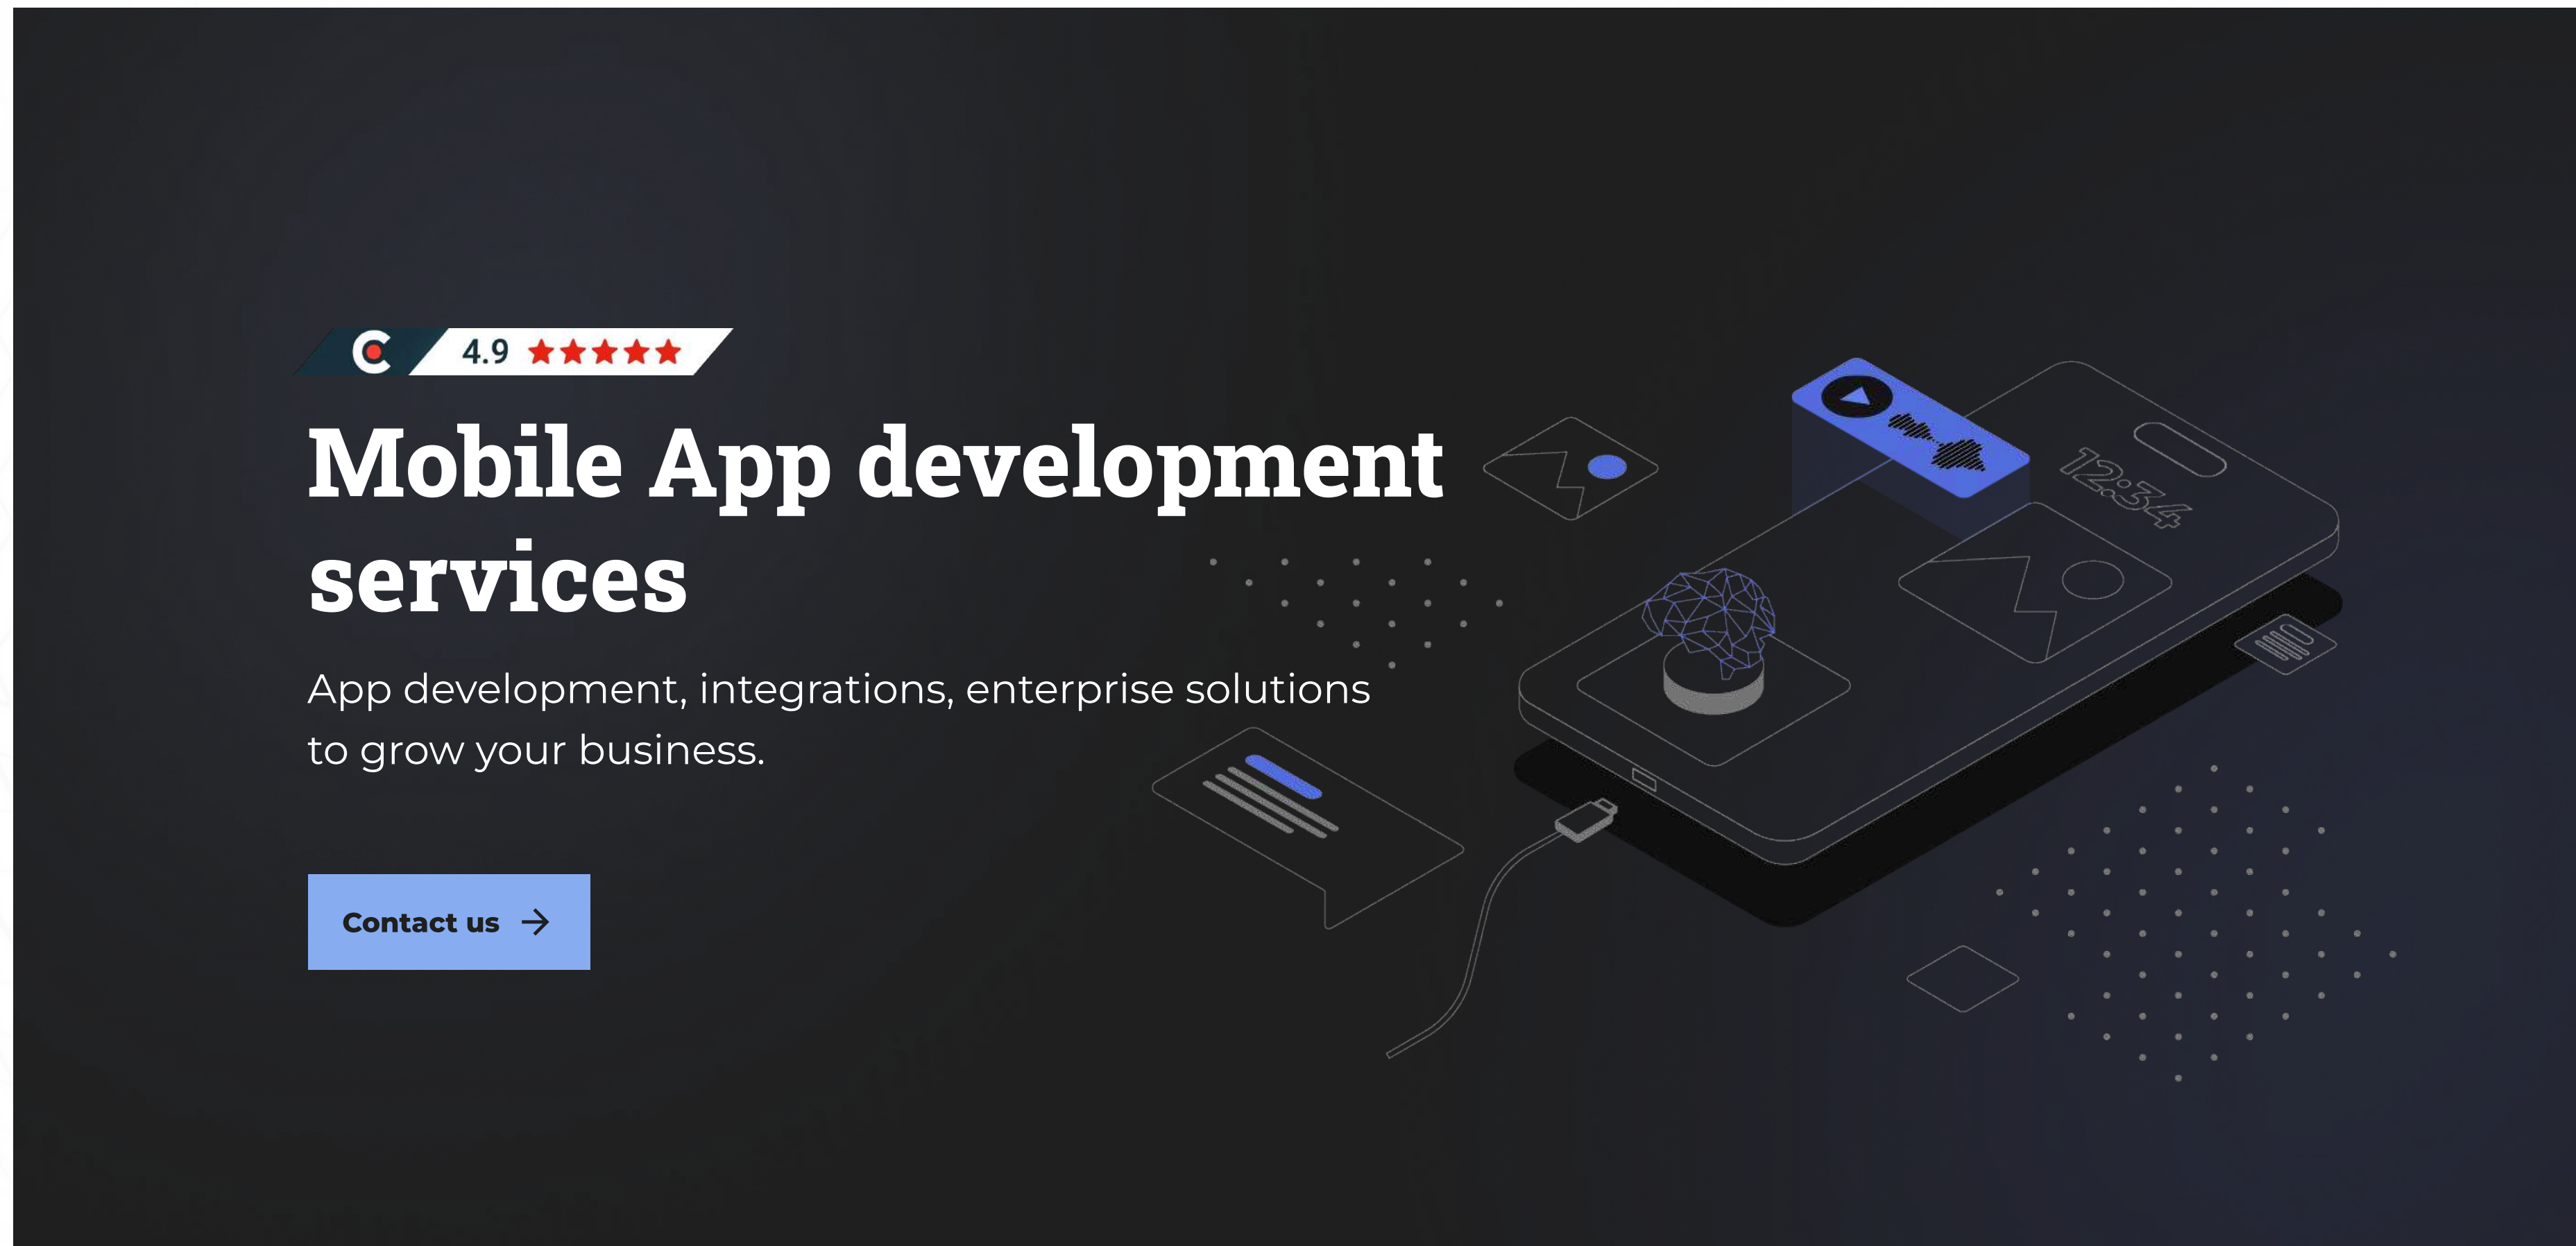 4.9
Mobile App development
services
App development, integrations, enterprise solutions
to grow your business.
Contact us
12:34